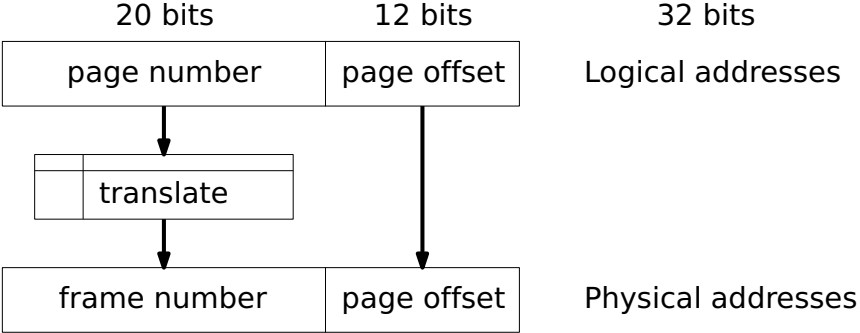 20 bits 12 bits 32 bits
page number page offset Logical addresses
translate
frame number page offset Physical addresses